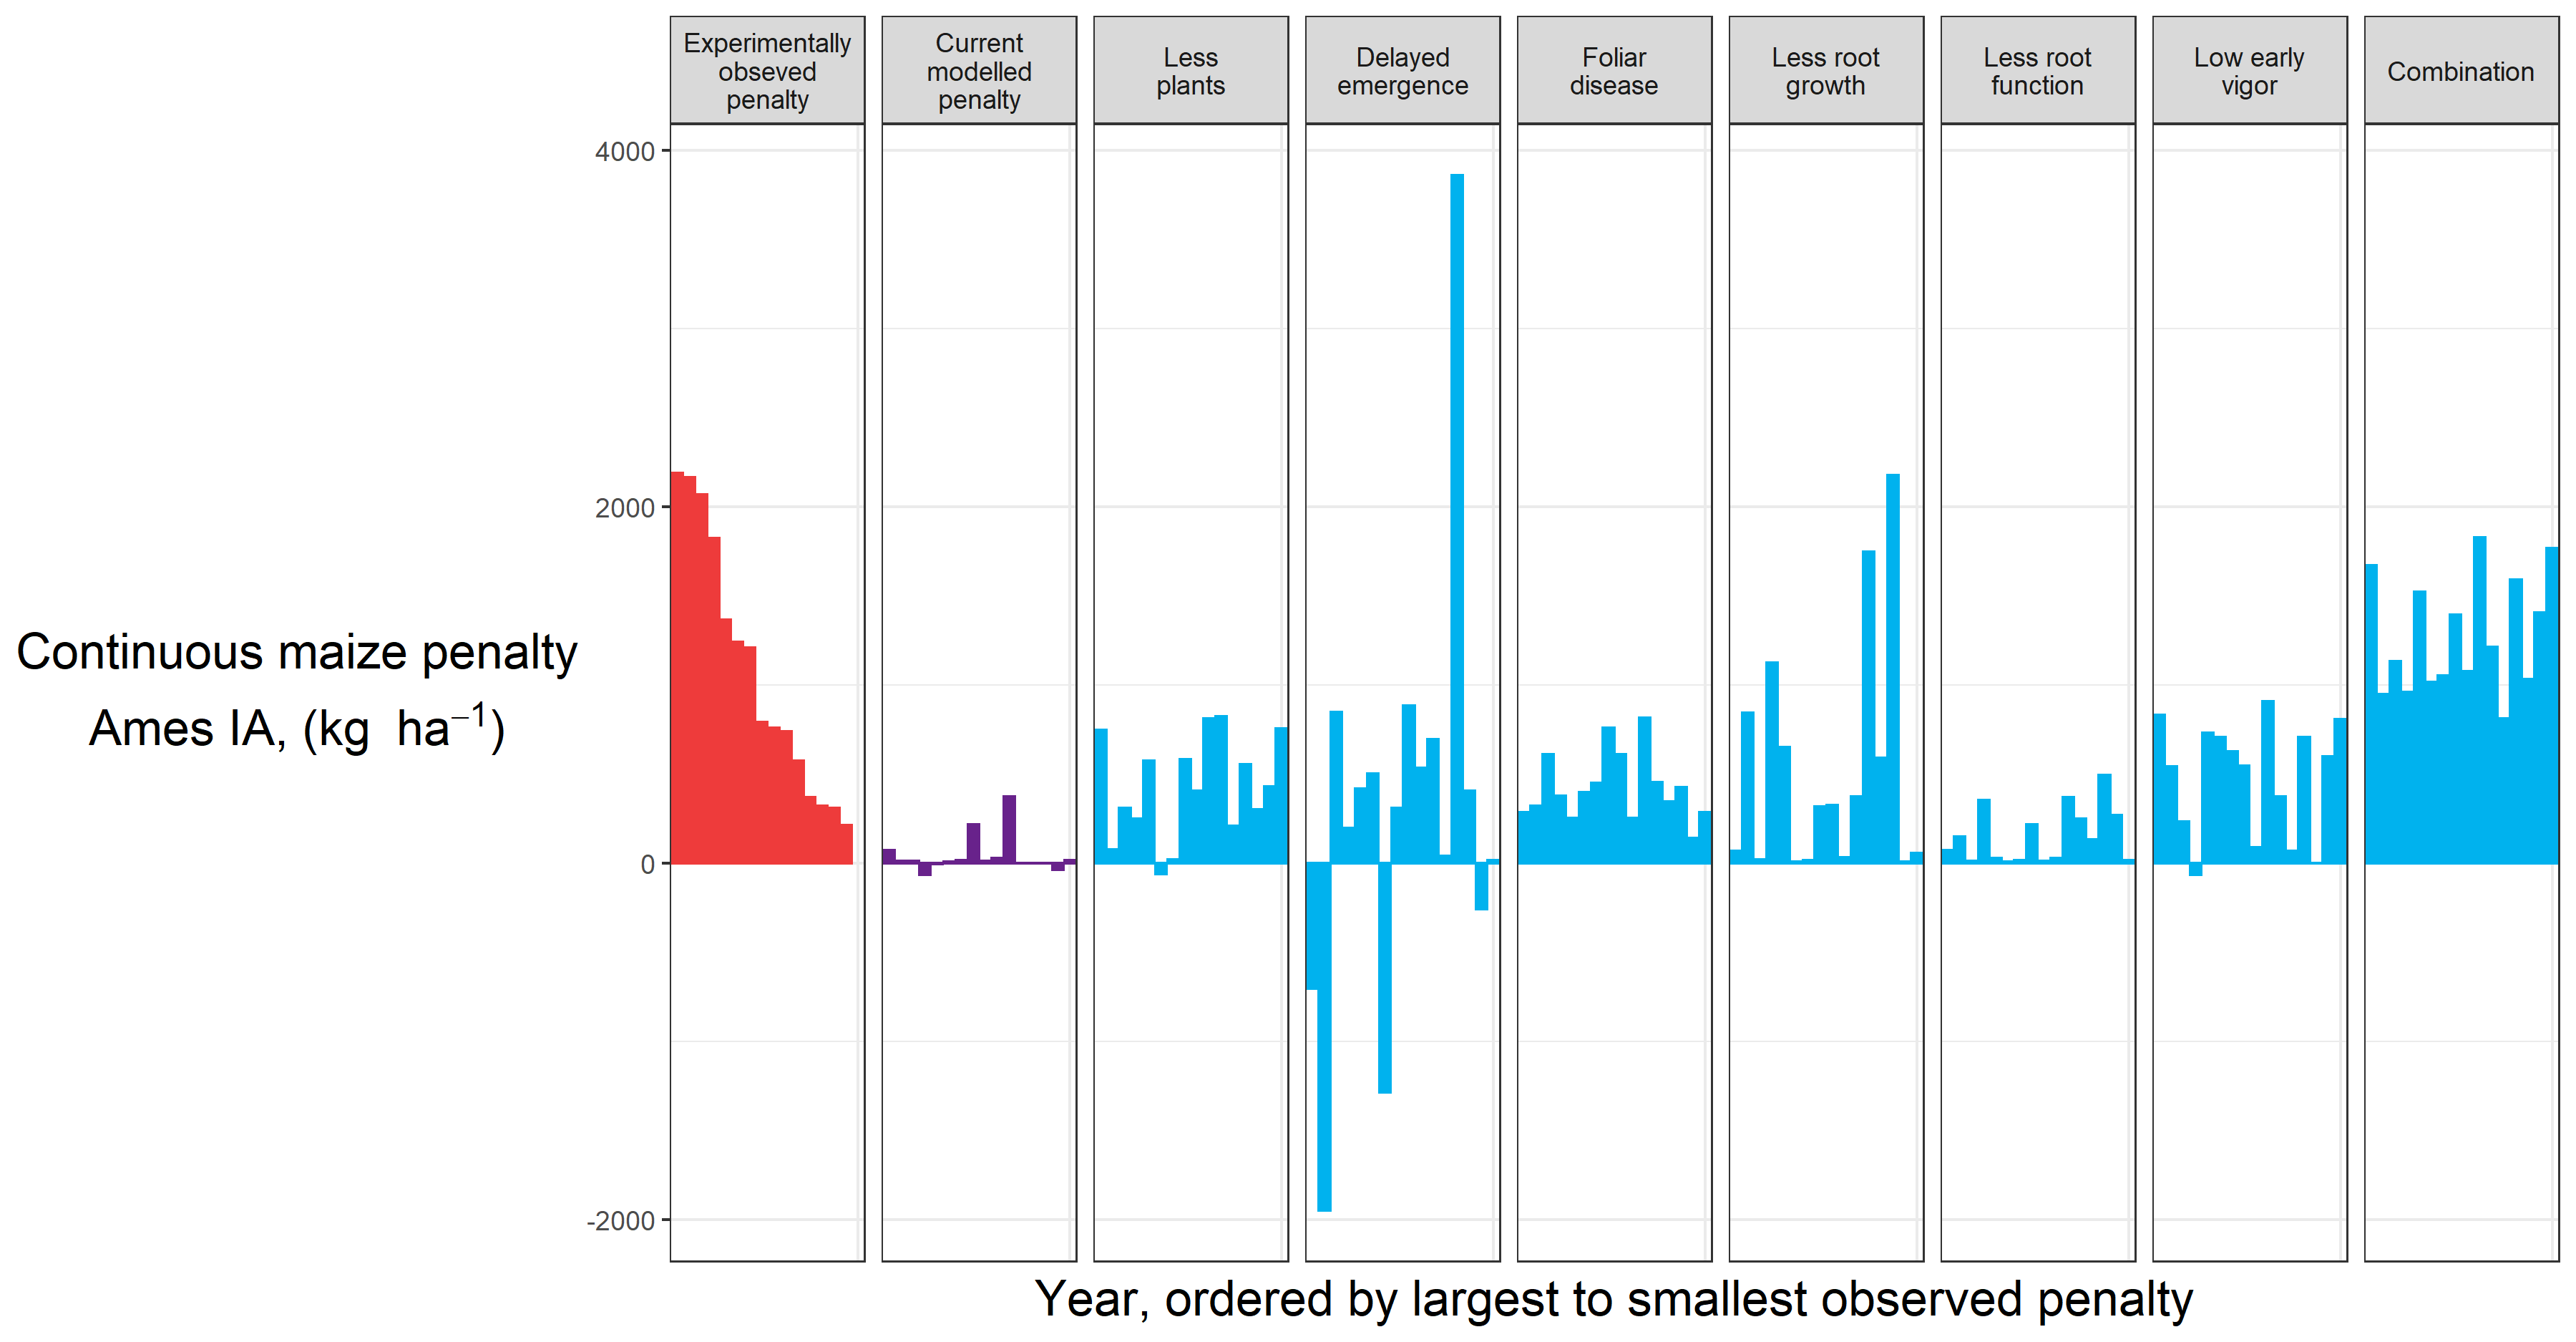 Experimentally
obseved
penalty
Current
modelled
penalty
Less
plants
Delayed
emergence
Foliar
disease
Less root
growth
Less root
function
Low early
vigor
Combination
4000
2000
0
-2000
Continuous maize penalty
Ames IA, (kg ha⁻¹)
Year, ordered by largest to smallest observed penalty